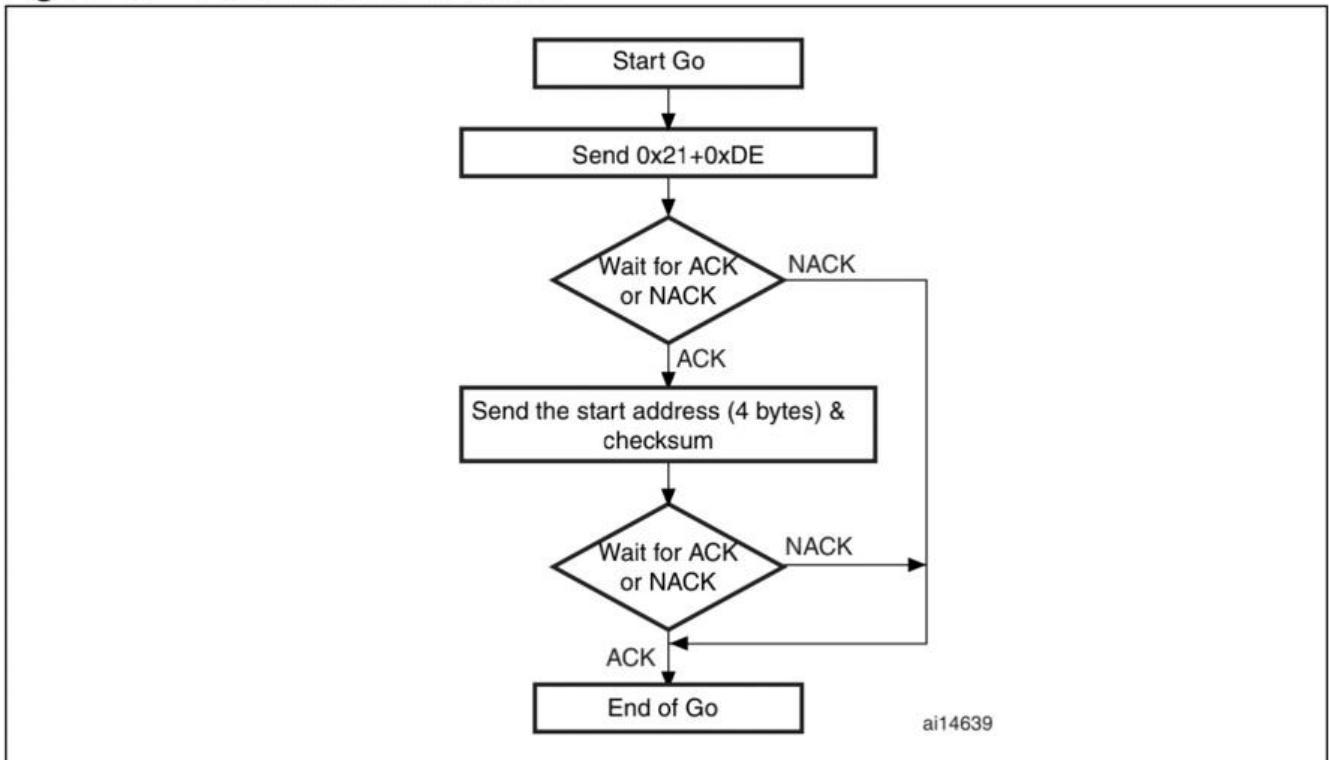 Start Go
Send 0x21+0xDE
Wait for ACK
or NACK
NACK
ACK
Send the start address (4 bytes) &
checksum
Wait for ACK
or NACK
NACK
ACK
End of Go
ai14639